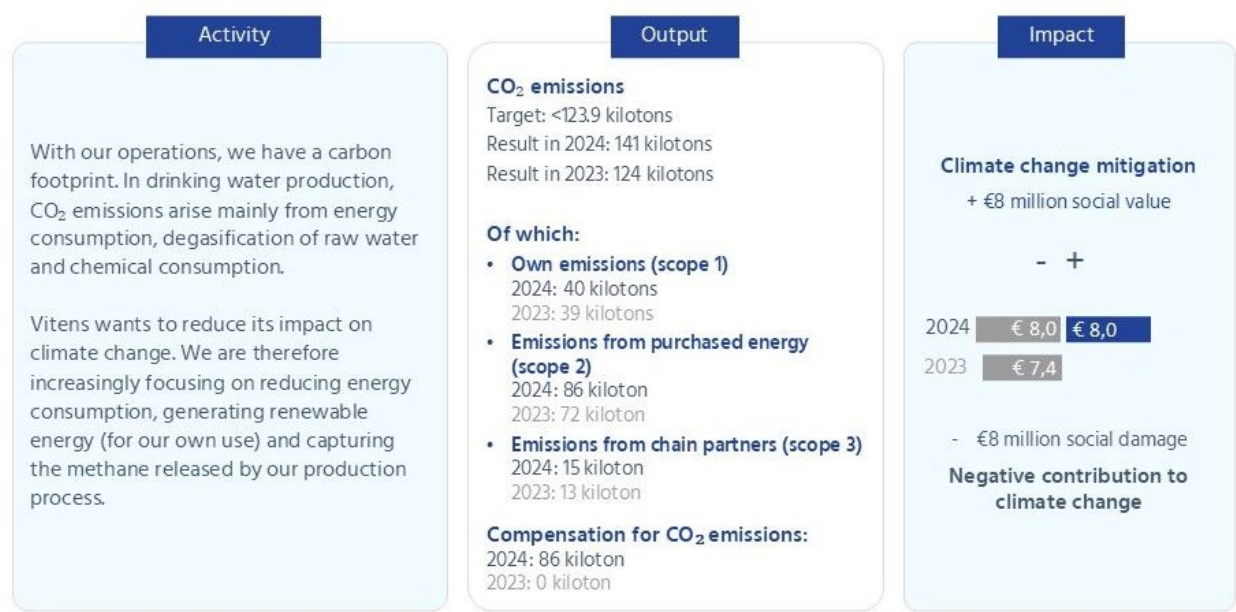 Activity
With our operations, we have a carbon
footprint. In drinking water production,
CO₂ emissions arise mainly from energy
consumption, degasification of raw water
and chemical consumption.
Vitens wants to reduce its impact on
climate change. We are therefore
increasingly focusing on reducing energy
consumption, generating renewable
energy (for our own use) and capturing
the methane released by our production
process.
Output
CO₂ emissions
Target: <123.9 kilotons
Result in 2024: 141 kilotons
Result in 2023: 124 kilotons
Of which:
• Own emissions (scope 1)
2024: 40 kilotons
2023: 39 kilotons
• Emissions from purchased energy
(scope 2)
2024: 86 kiloton
2023: 72 kiloton
• Emissions from chain partners (scope 3)
2024: 15 kiloton
2023: 13 kiloton
Compensation for CO₂ emissions:
2024: 86 kiloton
2023: 0 kiloton
Impact
Climate change mitigation
+ €8 million social value
- +
2024 € 8,0 € 8,0
2023 € 7,4
- €8 million social damage
Negative contribution to
climate change